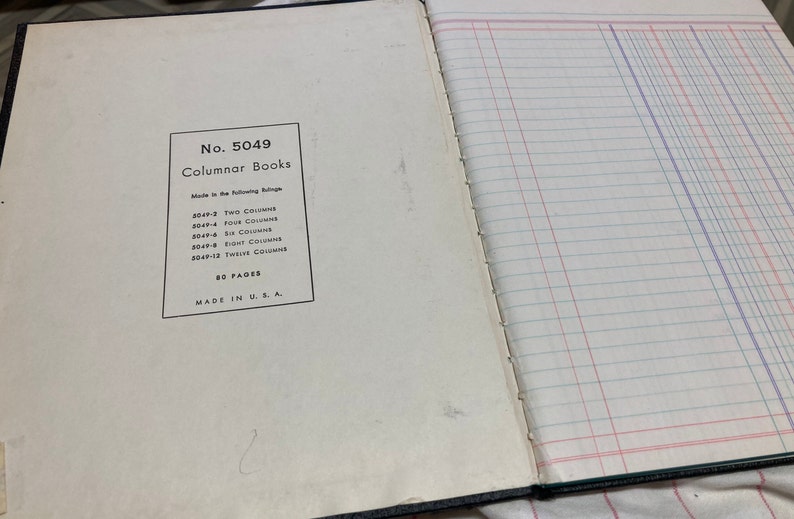 No. 5049
Columnar Books
Made in the Following Rulings
5049-2 Two Columns
5049-4 Four Columns
5049-6 Six Columns
5049-8 Eight Columns
5049-12 Twelve Columns
80 PAGES
MADE IN U. S. A.